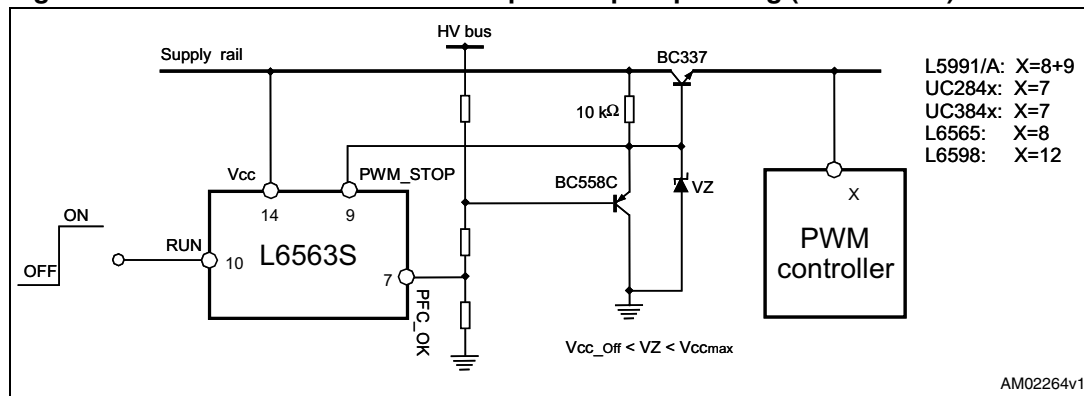 HV bus
Supply rail
BC337
L5991/A: X=8+9
UC284x: X=7
UC384x: X=7
L6565: X=8
L6598: X=12
10 kΩ
Vcc
PWM_STOP
BC558C
VZ
14
9
X
ON
OFF
RUN
10
L6563S
7
PFC_OK
PWM
controller
Vcc_Off < VZ < Vccmax
AM02264v1